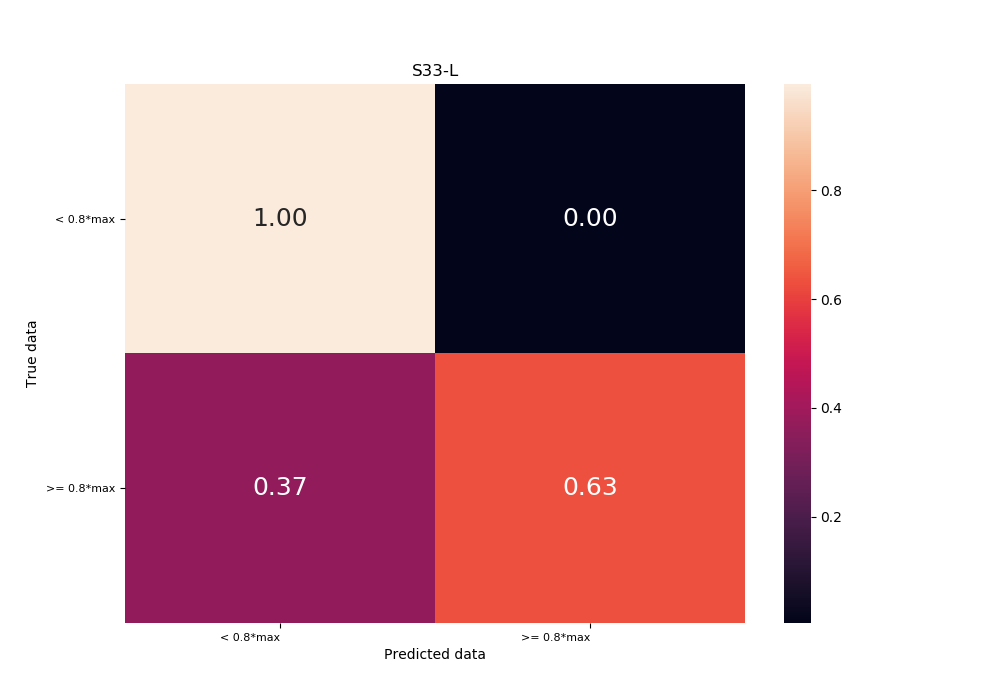 S33-L
< 0.8*max
1.00
0.00
>= 0.8*max
0.37
0.63
< 0.8*max
>= 0.8*max
Predicted data
True data
0.8
0.6
0.4
0.2